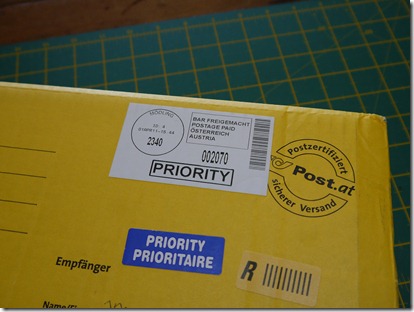 MÖDLING
2340
BAR FREIGEMACHT
POSTAGE PAID
ÖSTERREICH
AUSTRIA
002070
PRIORITY
Postzertifiziert
Post.at
sicherer Versand
PRIORITY
PRIORITAIRE
R
Empfänger